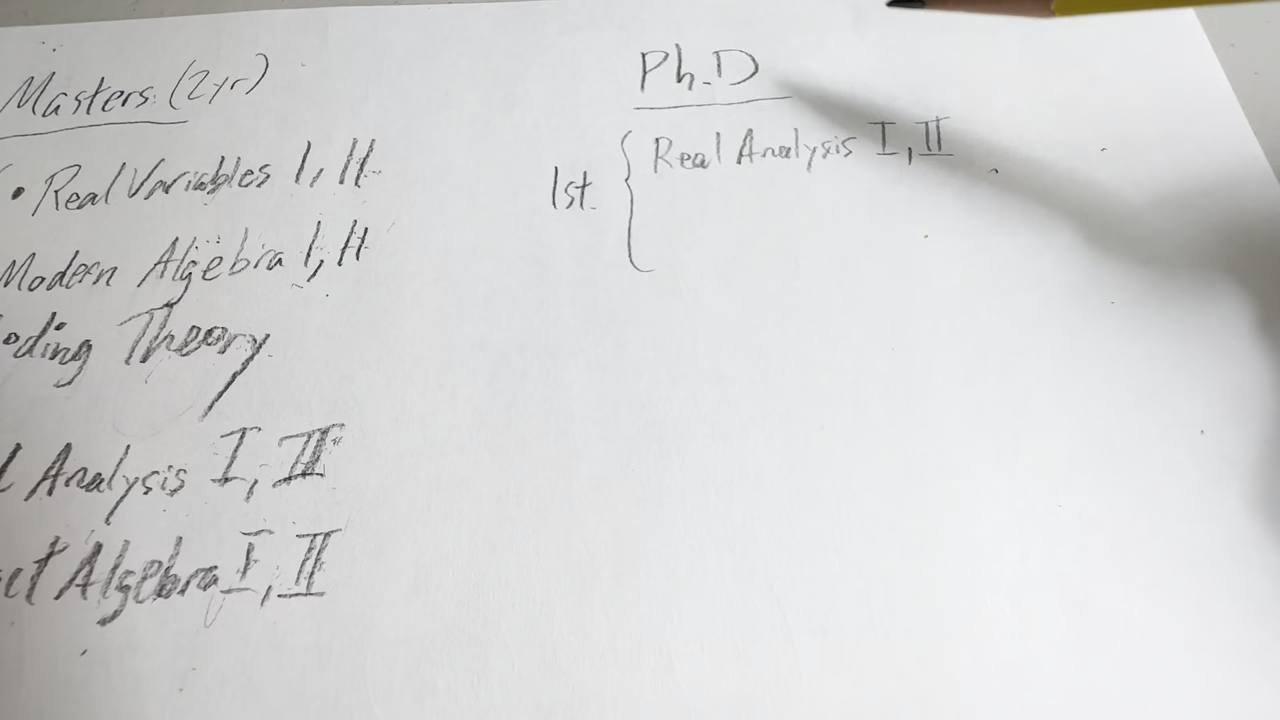 Masters (2yr)
• Real Variables I, II
Modern Algebra I, II
oding Theory
l Analysis I, II
ct Algebra I, II
Ph.D
1st. { Real Analysis I, II